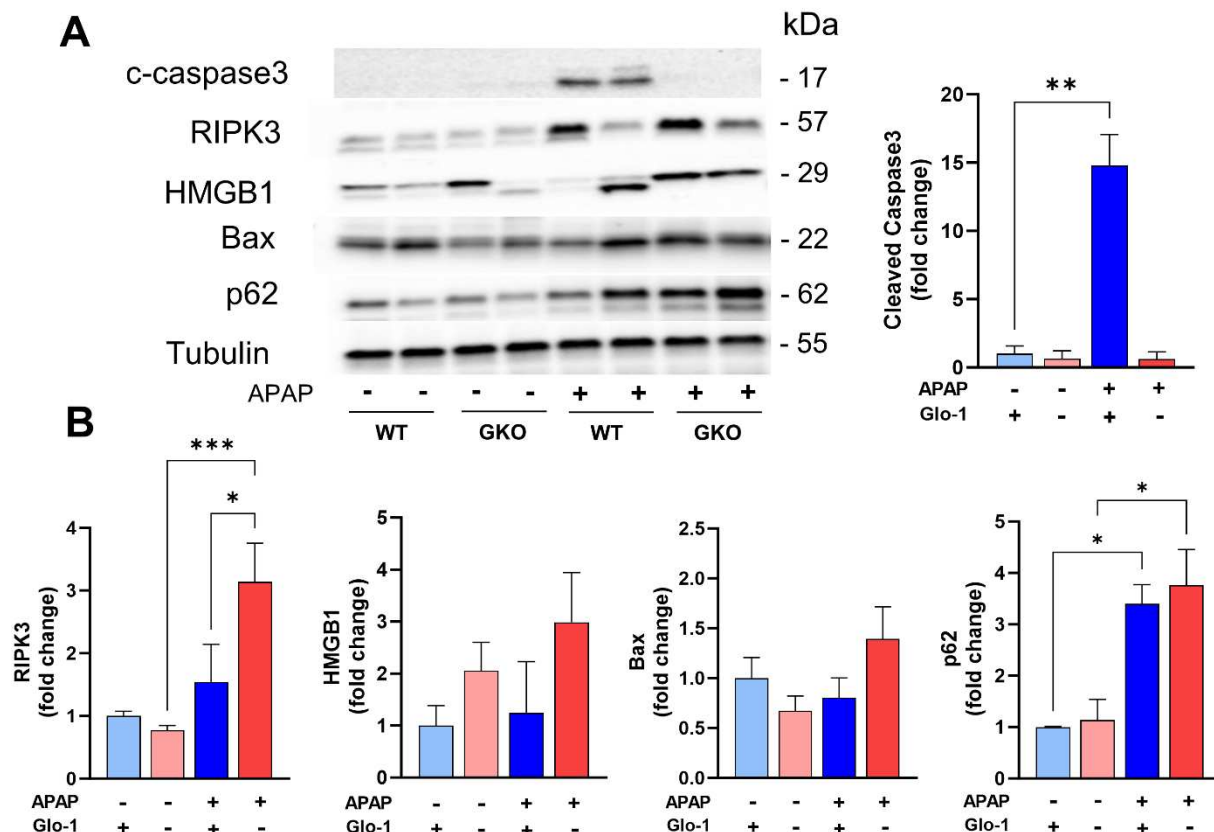 A
kDa
c-caspase3
- 17
RIPK3
- 57
HMGB1
- 29
Bax
- 22
p62
- 62
Tubulin
- 55
APAP - - - - + + + +
WT GKO WT GKO
Cleaved Caspase3
(fold change)
20
15
10
5
0
**
APAP - - + +
Glo-1 + - + -
B
RIPK3
(fold change)
4
3
2
1
0
***
*
APAP - - + +
Glo-1 + - + -
HMGB1
(fold change)
5
4
3
2
1
0
APAP - - + +
Glo-1 + - + -
Bax
(fold change)
2.5
2.0
1.5
1.0
0.5
0.0
APAP - - + +
Glo-1 + - + -
p62
(fold change)
5
4
3
2
1
0
*
*
APAP - - + +
Glo-1 + - + -